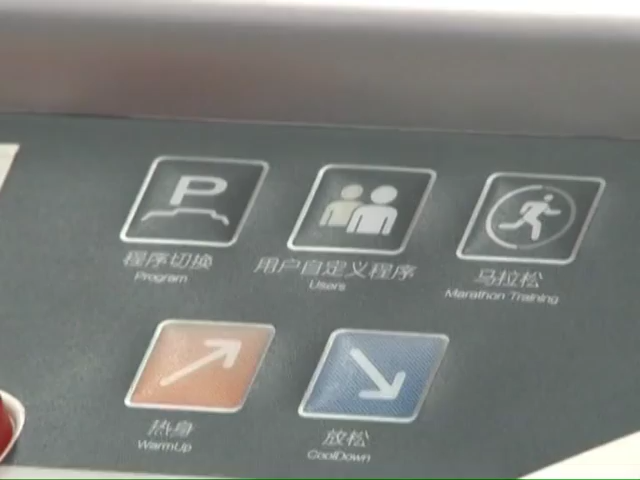 P
程序切换
Program
用户自定义程序
Users
马拉松
Marathon Training
热身
WarmUp
放松
CoolDown